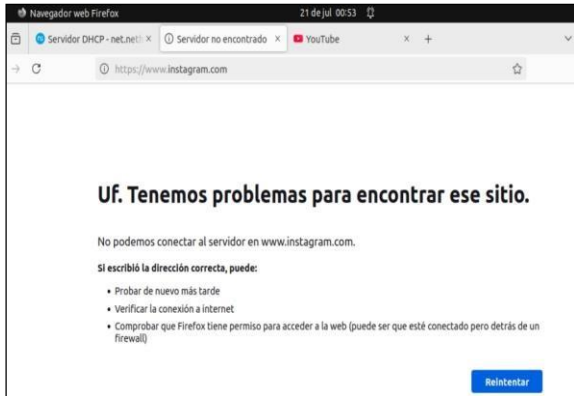 Navegador web Firefox
21 de jul 00:53
Servidor DHCP - net.net
Servidor no encontrado
YouTube
https://www.instagram.com
Uf. Tenemos problemas para encontrar ese sitio.
No podemos conectar al servidor en www.instagram.com.
Si escribló la dirección correcta, puede:
Probar de nuevo más tarde
Verificar la conexión a internet
Comprobar que Firefox tiene permiso para acceder a la web (puede ser que esté conectado pero detrás de un
firewall)
Reintentar